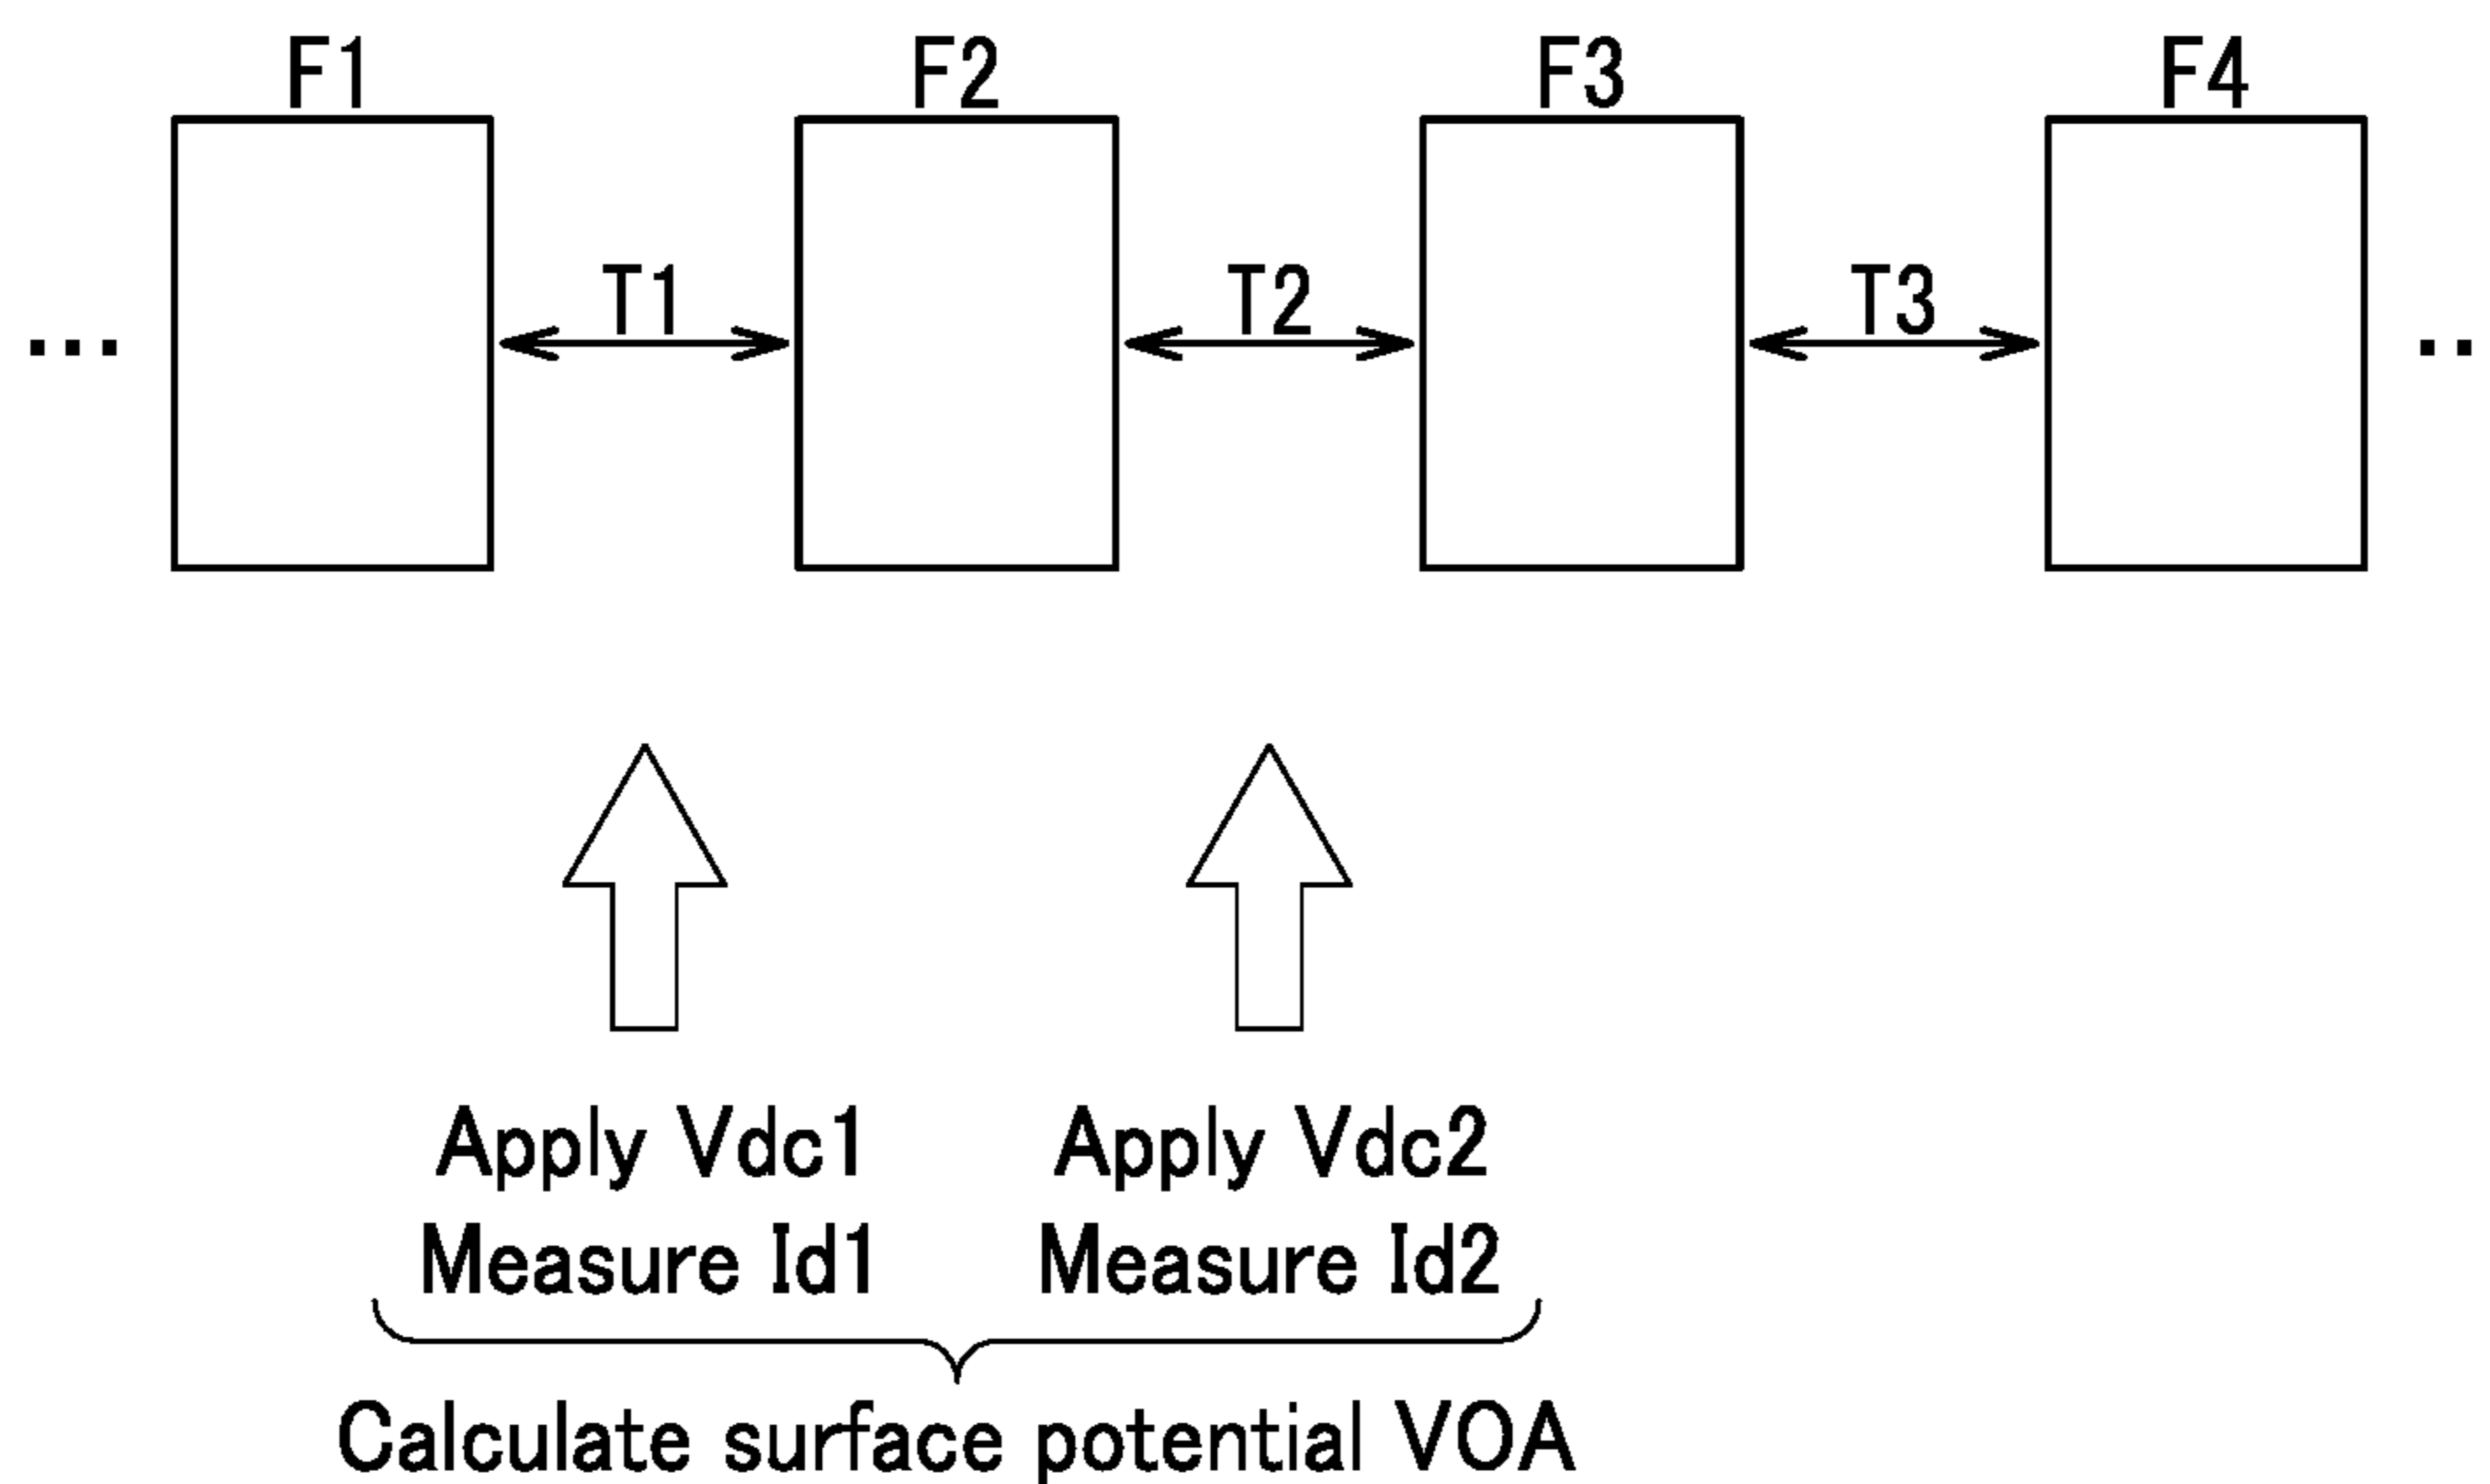 F1 F2 F3 F4
... T1 T2 T3 ..
Apply Vdc1 Apply Vdc2
Measure Id1 Measure Id2
Calculate surface potential VOA